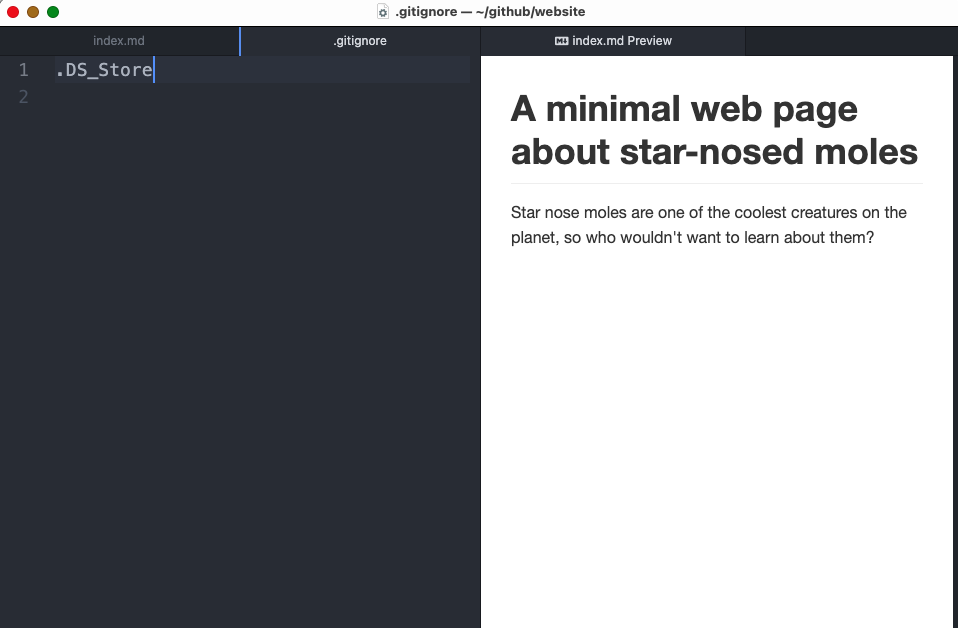 .gitignore — ~/github/website
index.md
.gitignore
index.md Preview
1 .DS_Store
2
A minimal web page
about star-nosed moles
Star nose moles are one of the coolest creatures on the
planet, so who wouldn't want to learn about them?